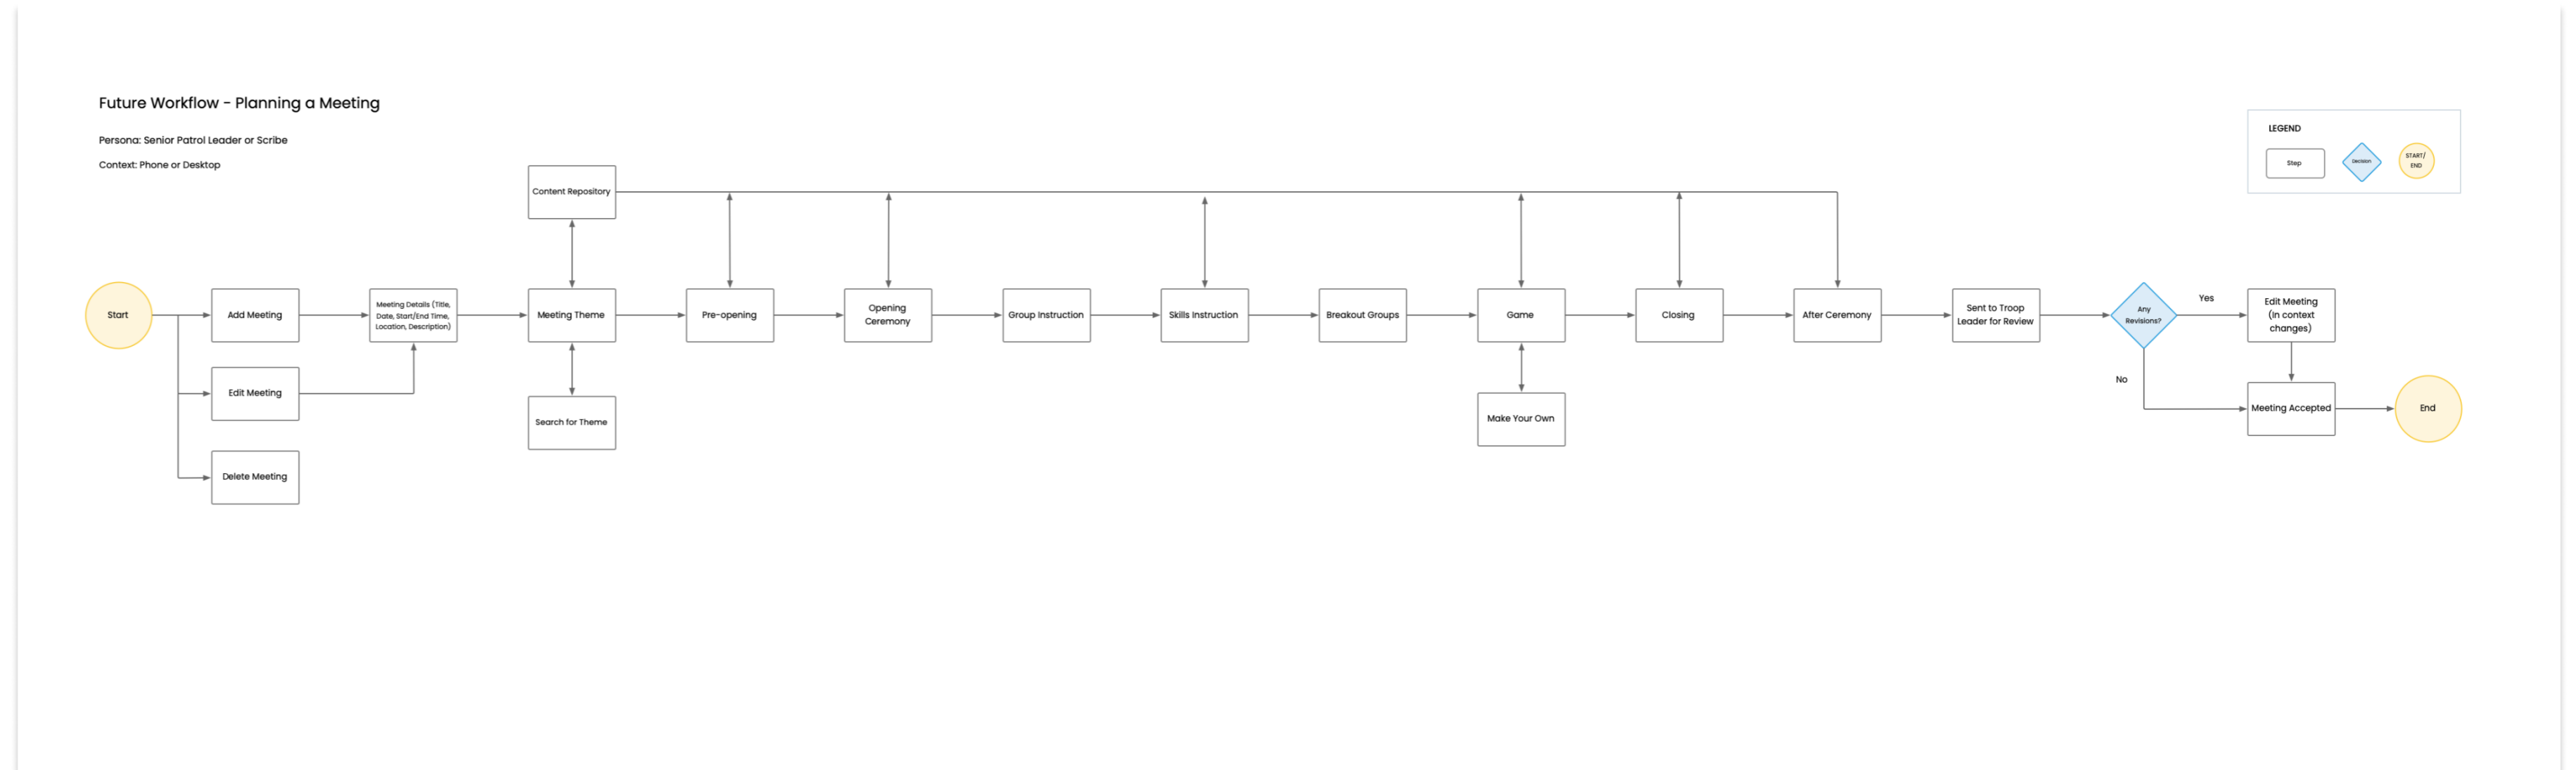 Future Workflow - Planning a Meeting
Persona: Senior Patrol Leader or Scribe
Context: Phone or Desktop
LEGEND
Step
Decision
START/
END
Content Repository
Start
Add Meeting
Meeting Details (Title,
Date, Start/End Time,
Location, Description)
Meeting Theme
Pre-opening
Opening
Ceremony
Group Instruction
Skills Instruction
Breakout Groups
Game
Closing
After Ceremony
Sent to Troop
Leader for Review
Any
Revisions?
Yes
Edit Meeting
(in context
changes)
No
Edit Meeting
Search for Theme
Make Your Own
Meeting Accepted
End
Delete Meeting